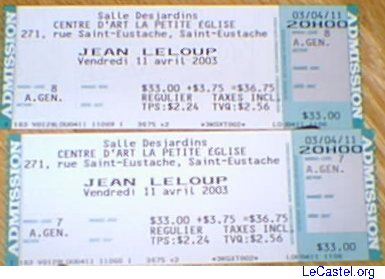 ADMISSION
Salle Desjardins
CENTRE D'ART LA PETITE ÉGLISE
271, rue Saint-Eustache, Saint-Eustache
JEAN LELOUP
Vendredi 11 avril 2003
8
A.GEN.
$33.00 +$3.75 =$36.75
REGULIER TAXES INCL.
TPS:$2.24 TVQ:$2.56
03/04/11
20H00
8
A.GEN.
$33.00
ADMISSION
ADMISSION
Salle Desjardins
CENTRE D'ART LA PETITE ÉGLISE
271, rue Saint-Eustache, Saint-Eustache
JEAN LELOUP
Vendredi 11 avril 2003
7
A.GEN.
$33.00 +$3.75 =$36.75
REGULIER TAXES INCL.
TPS:$2.24 TVQ:$2.56
03/04/11
20H00
7
A.GEN.
$33.00
ADMISSION
LeCastel.org